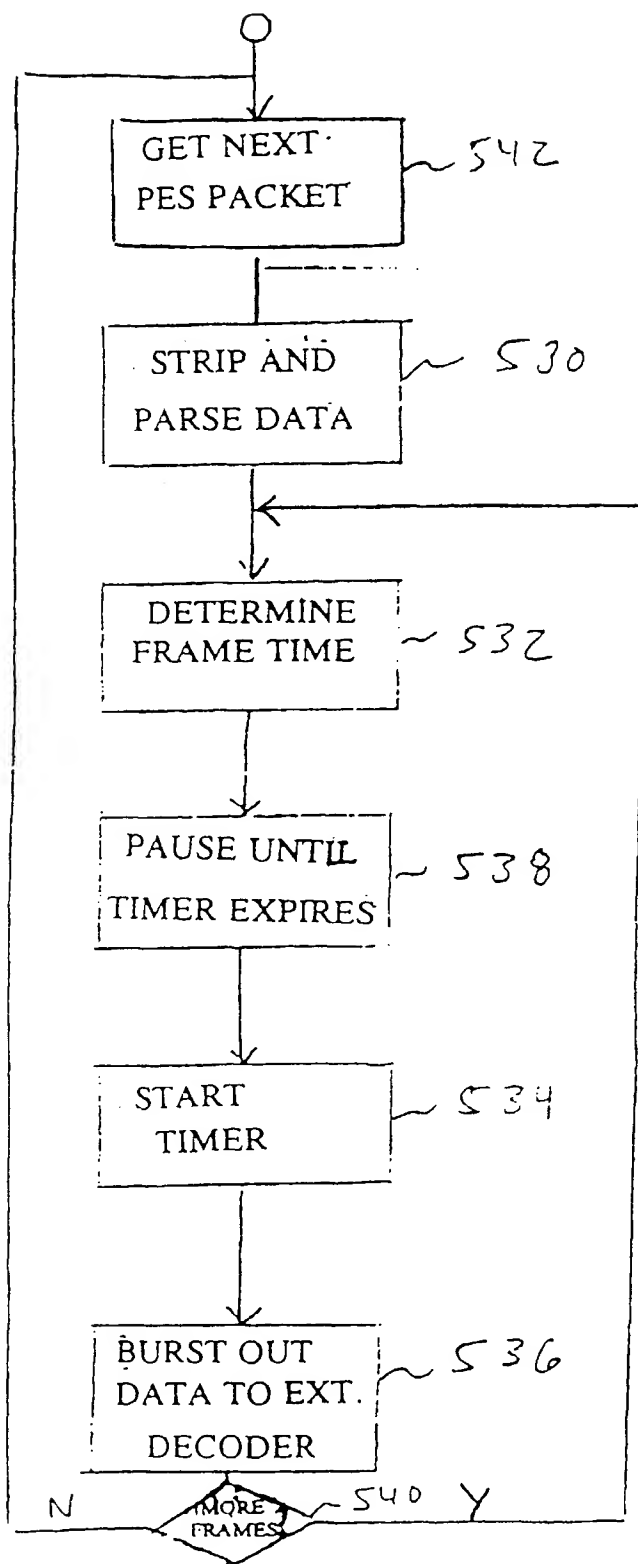 GET NEXT
PES PACKET
542
STRIP AND
PARSE DATA
530
DETERMINE
FRAME TIME
532
PAUSE UNTIL
TIMER EXPIRES
538
START
TIMER
534
BURST OUT
DATA TO EXT.
DECODER
536
N
MORE
FRAMES
540
Y